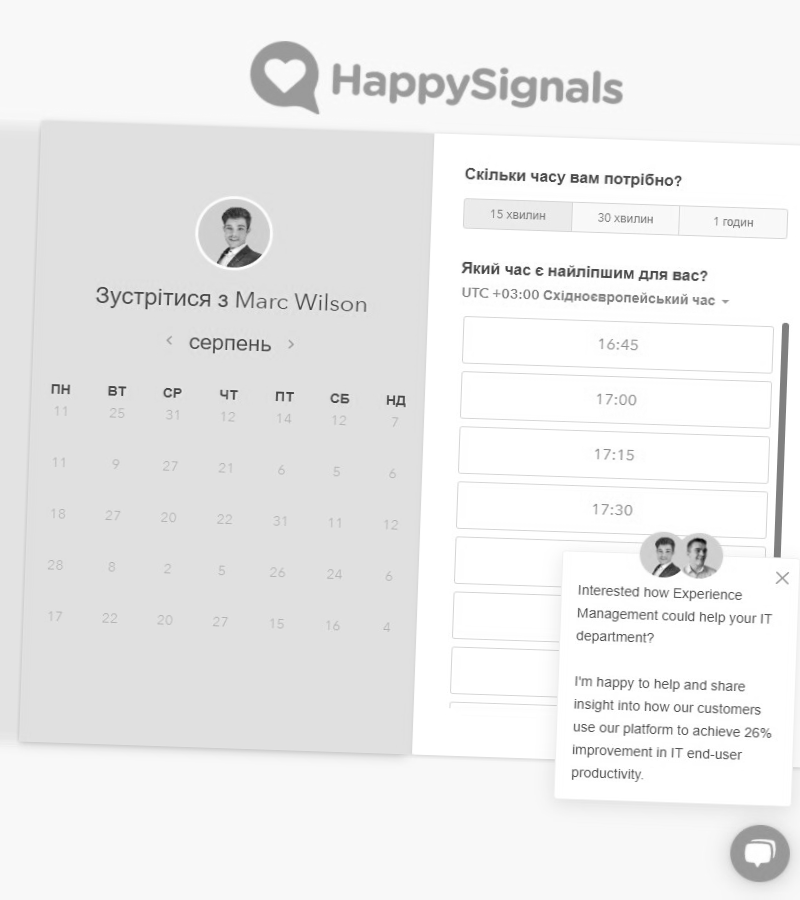 HappySignals
Зустрітися з Marc Wilson
серпень
ПН ВТ СР ЧТ ПТ СБ НД
11 25 31 12 14 12 7
11 9 27 21 6 5 6
18 27 20 22 31 11 12
28 8 2 5 26 24 6
17 22 20 27 15 16 4
Скільки часу вам потрібно?
15 хвилин 30 хвилин 1 годин
Який час є найліпшим для вас?
UTC +03:00 Східноєвропейський час
16:45
17:00
17:15
17:30
Interested how Experience
Management could help your IT
department?
I'm happy to help and share
insight into how our customers
use our platform to achieve 26%
improvement in IT end-user
productivity.